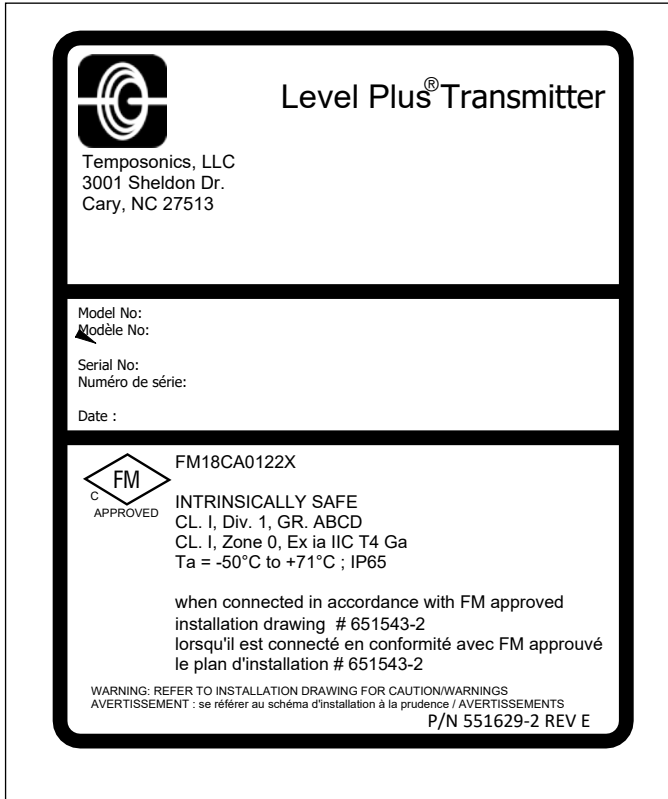 Level Plus® Transmitter
Temposonics, LLC
3001 Sheldon Dr.
Cary, NC 27513
Model No:
Modèle No:
Serial No:
Numéro de série:
Date :
FM
C
APPROVED
FM18CA0122X
INTRINSICALLY SAFE
CL. I, Div. 1, GR. ABCD
CL. I, Zone 0, Ex ia IIC T4 Ga
Ta = -50°C to +71°C ; IP65
when connected in accordance with FM approved
installation drawing # 651543-2
lorsqu'il est connecté en conformité avec FM approuvé
le plan d'installation # 651543-2
WARNING: REFER TO INSTALLATION DRAWING FOR CAUTION/WARNINGS
AVERTISSEMENT : se référer au schéma d'installation à la prudence / AVERTISSEMENTS
P/N 551629-2 REV E